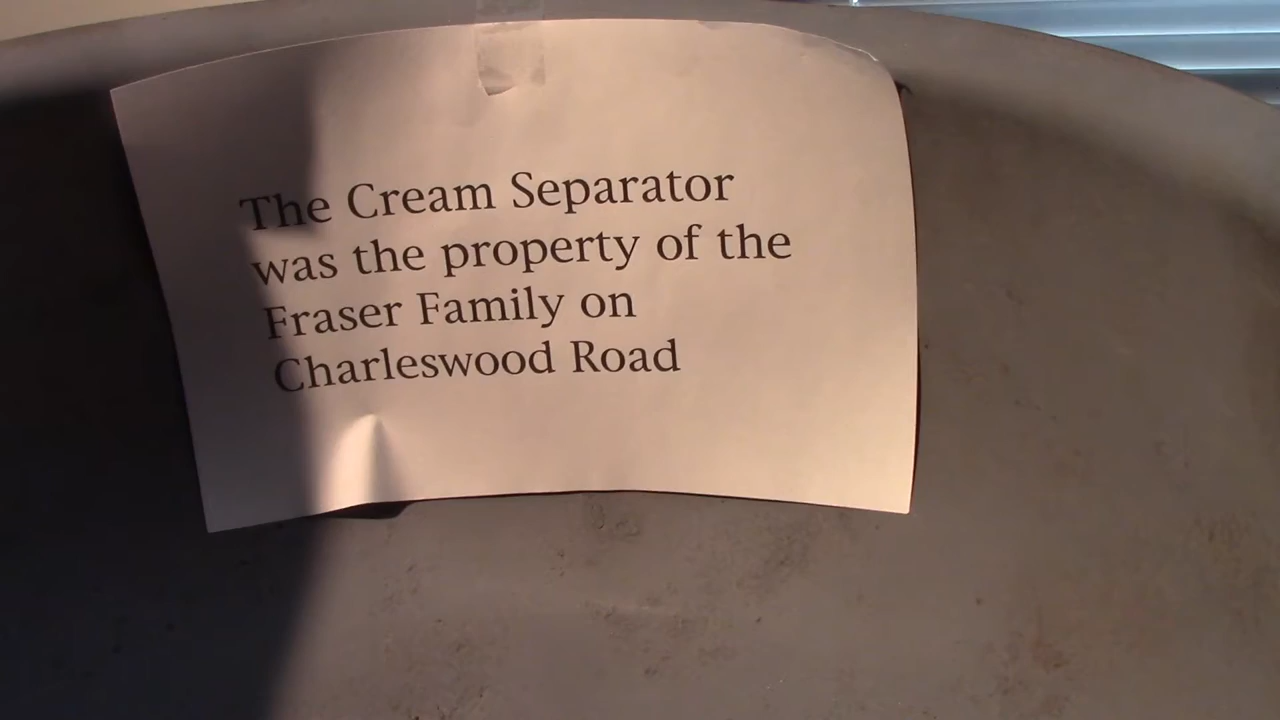 The Cream Separator
was the property of the
Fraser Family on
Charleswood Road